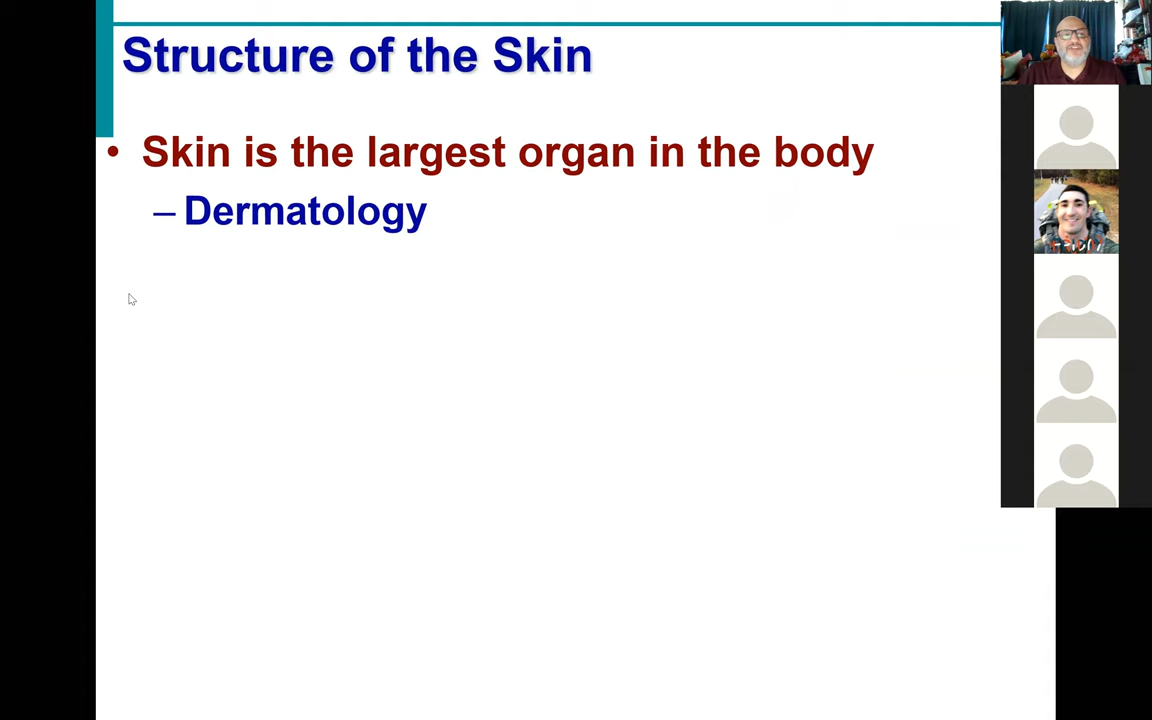 Structure of the Skin
• Skin is the largest organ in the body
– Dermatology